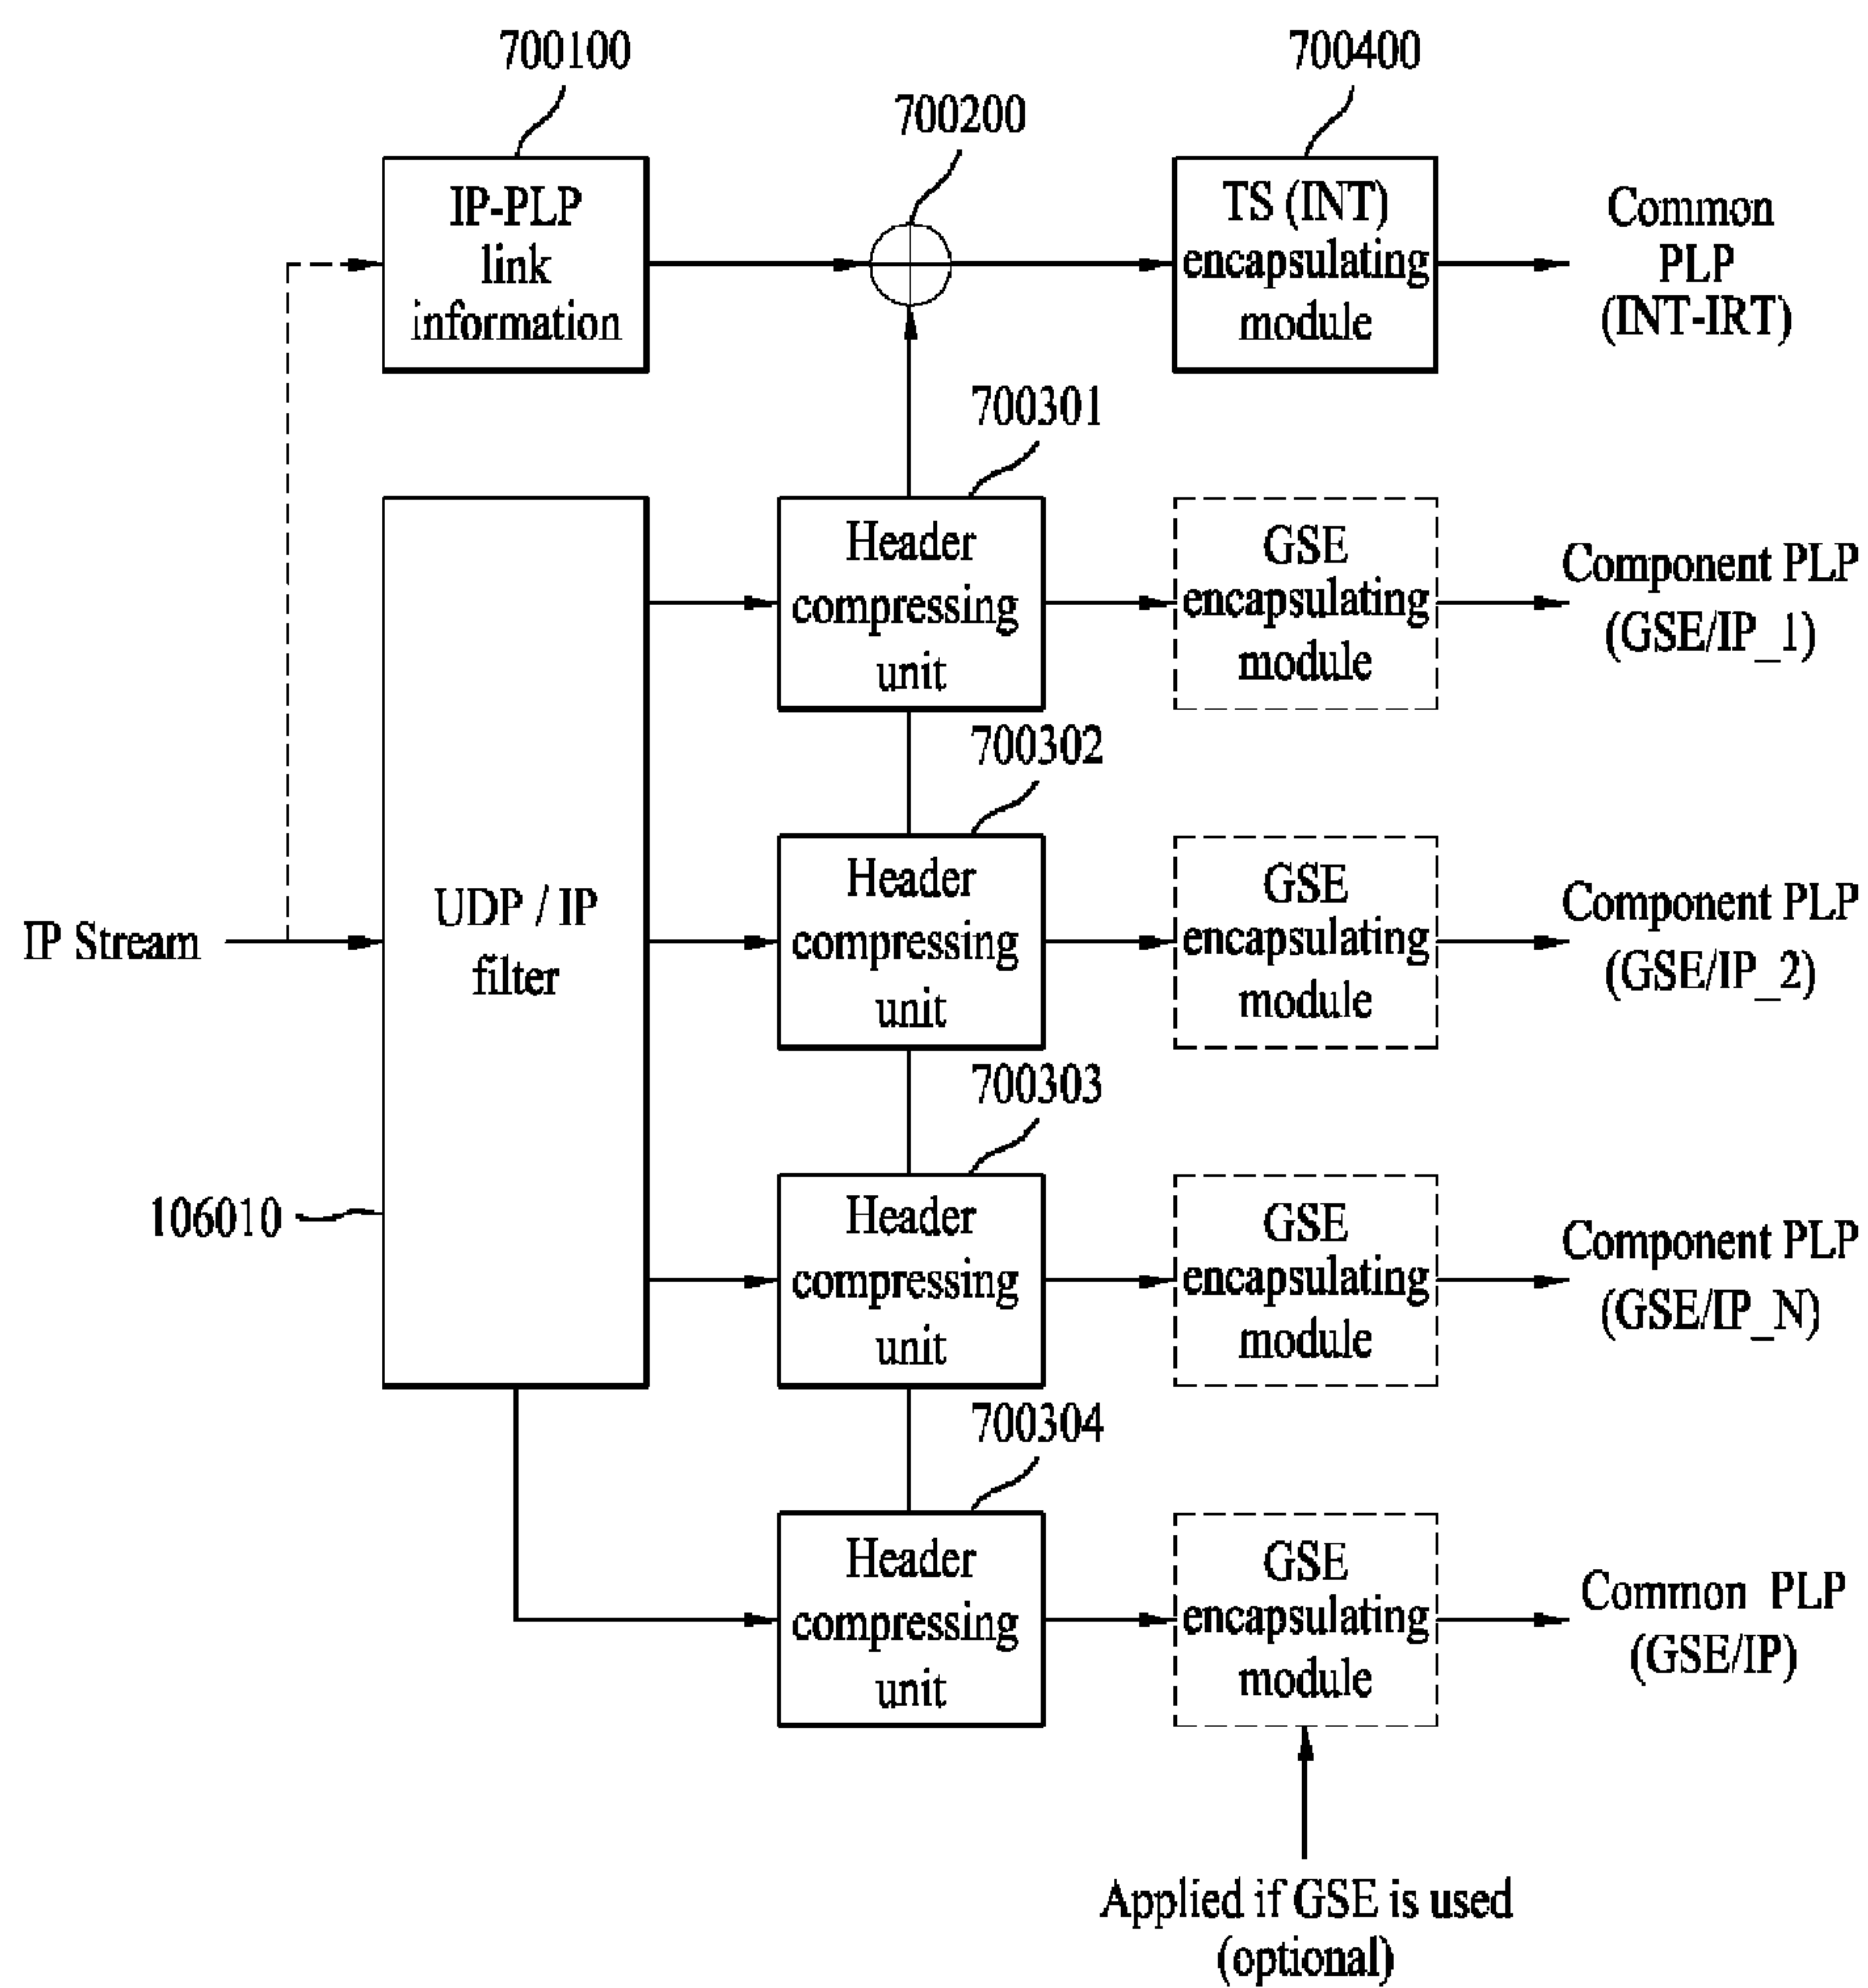 700100
700400
700200
IP-PLP
link
information
TS (INT)
encapsulating
module
Common
PLP
(INT-IRT)
700301
Header
compressing
unit
GSE
encapsulating
module
Component PLP
(GSE/IP_1)
700302
IP Stream
UDP / IP
filter
Header
compressing
unit
GSE
encapsulating
module
Component PLP
(GSE/IP_2)
700303
106010
Header
compressing
unit
GSE
encapsulating
module
Component PLP
(GSE/IP_N)
700304
Header
compressing
unit
GSE
encapsulating
module
Common PLP
(GSE/IP)
Applied if GSE is used
(optional)